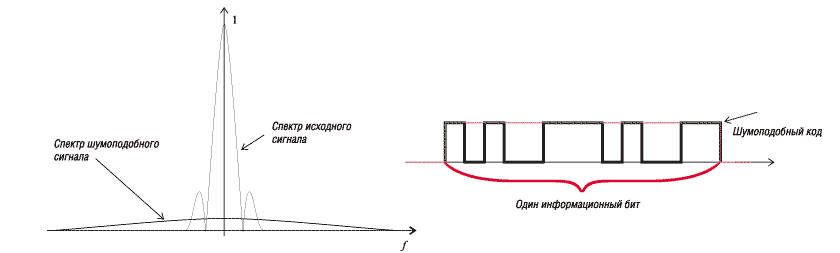 1
Спектр исходного
сигнала
Спектр шумоподобного
сигнала
f
Шумоподобный код
Один информационный бит